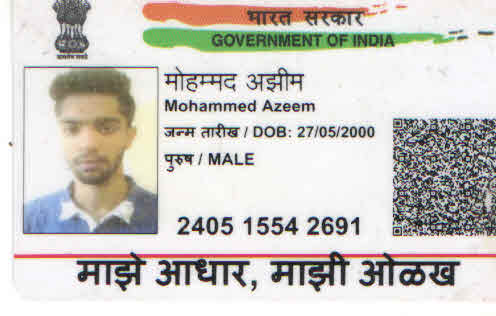 भारत सरकार
GOVERNMENT OF INDIA
मोहम्मद अझीम
Mohammed Azeem
जन्म तारीख / DOB: 27/05/2000
पुरुष / MALE
2405 1554 2691
माझे आधार, माझी ओळख